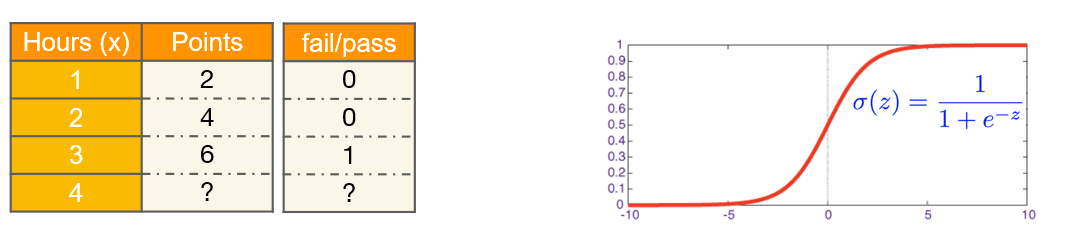 Hours (x) Points fail/pass
1 2 0
2 4 0
3 6 1
4 ? ?
1
0.9
0.8
0.7
0.6
0.5
0.4
0.3
0.2
0.1
0
-10 -5 0 5 10
σ(z) = 1 / (1 + e^{-z})